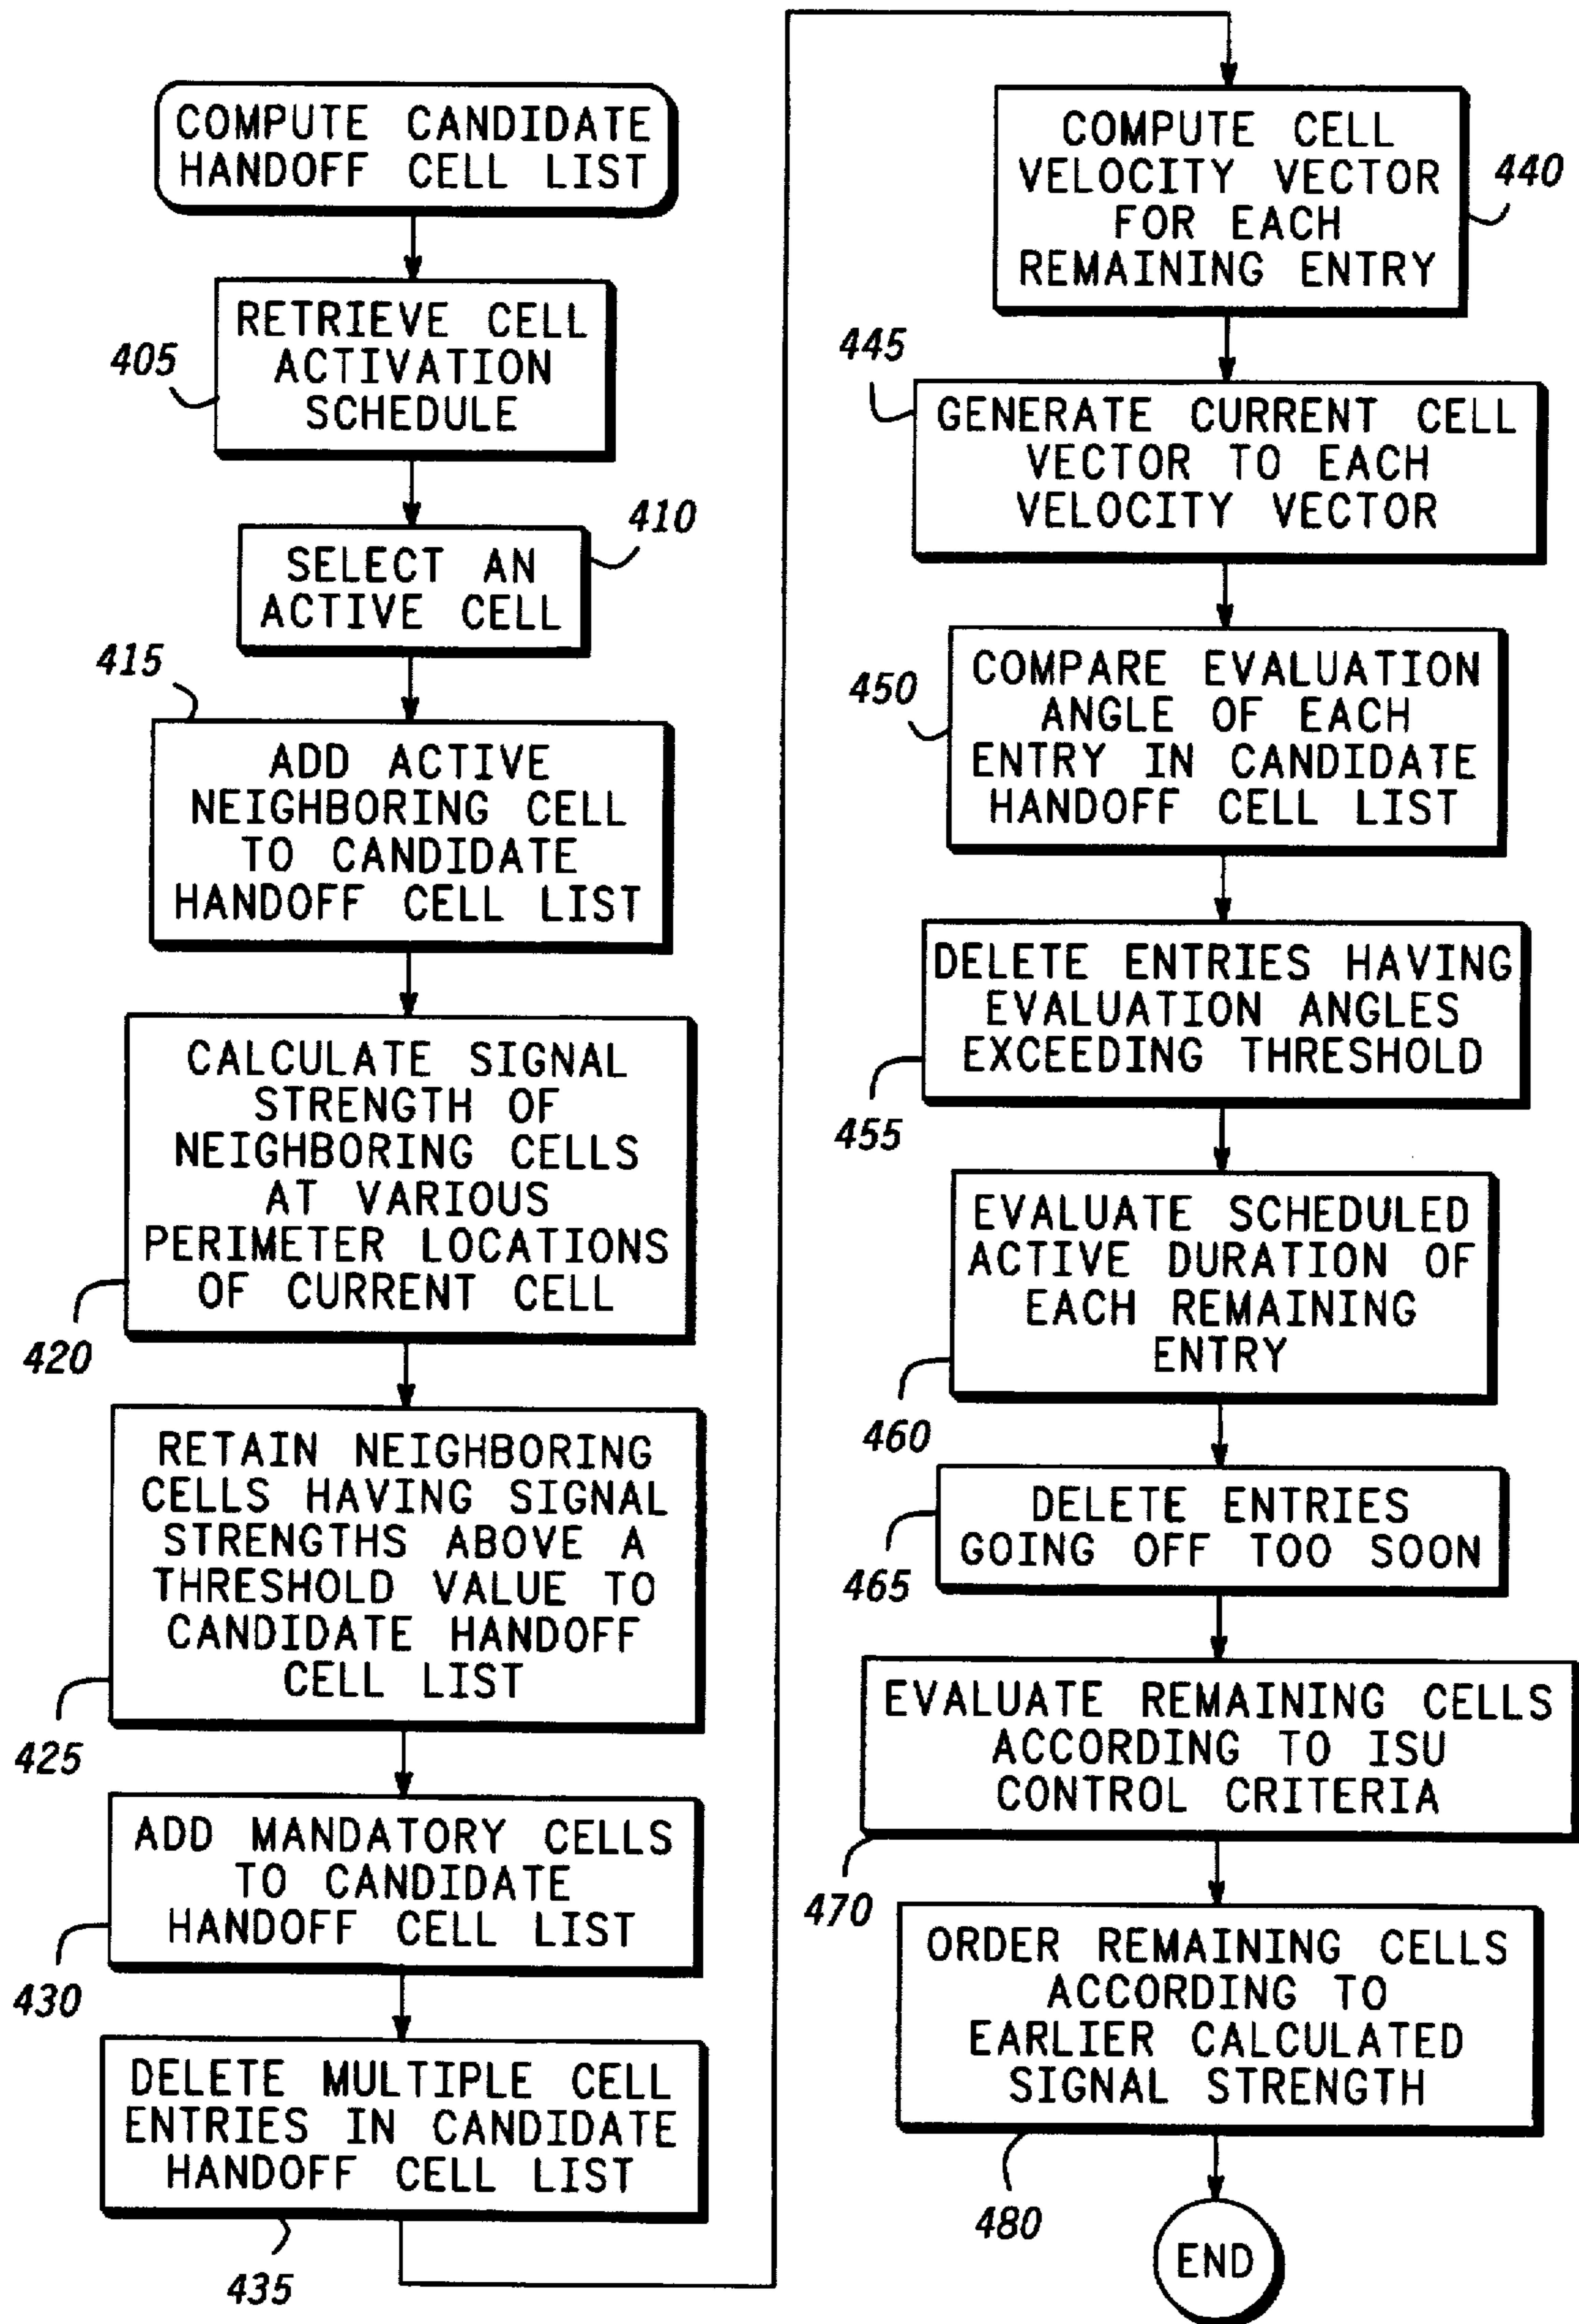 COMPUTE CANDIDATE
HANDOFF CELL LIST
RETRIEVE CELL
ACTIVATION
SCHEDULE
405
SELECT AN
ACTIVE CELL
410
415
ADD ACTIVE
NEIGHBORING CELL
TO CANDIDATE
HANDOFF CELL LIST
CALCULATE SIGNAL
STRENGTH OF
NEIGHBORING CELLS
AT VARIOUS
PERIMETER LOCATIONS
OF CURRENT CELL
420
RETAIN NEIGHBORING
CELLS HAVING SIGNAL
STRENGTHS ABOVE A
THRESHOLD VALUE TO
CANDIDATE HANDOFF
CELL LIST
425
ADD MANDATORY CELLS
TO CANDIDATE
HANDOFF CELL LIST
430
DELETE MULTIPLE CELL
ENTRIES IN CANDIDATE
HANDOFF CELL LIST
435
COMPUTE CELL
VELOCITY VECTOR
FOR EACH
REMAINING ENTRY
440
445
GENERATE CURRENT CELL
VECTOR TO EACH
VELOCITY VECTOR
450
COMPARE EVALUATION
ANGLE OF EACH
ENTRY IN CANDIDATE
HANDOFF CELL LIST
DELETE ENTRIES HAVING
EVALUATION ANGLES
EXCEEDING THRESHOLD
455
EVALUATE SCHEDULED
ACTIVE DURATION OF
EACH REMAINING
ENTRY
460
DELETE ENTRIES
GOING OFF TOO SOON
465
EVALUATE REMAINING CELLS
ACCORDING TO ISU
CONTROL CRITERIA
470
ORDER REMAINING CELLS
ACCORDING TO
EARLIER CALCULATED
SIGNAL STRENGTH
480
END